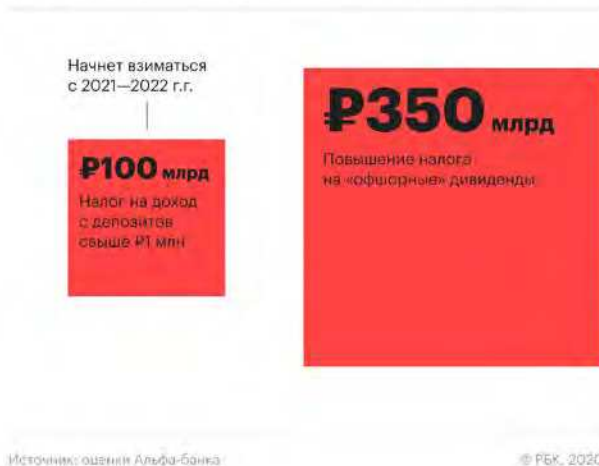 Начнет взиматься
с 2021—2022 г.г.
₽100 млрд
Налог на доход
с депозитов
свыше ₽1 млн
₽350 млрд
Повышение налога
на «офшорные» дивиденды
Источник: оценки Альфа-банка
© РБК, 2020